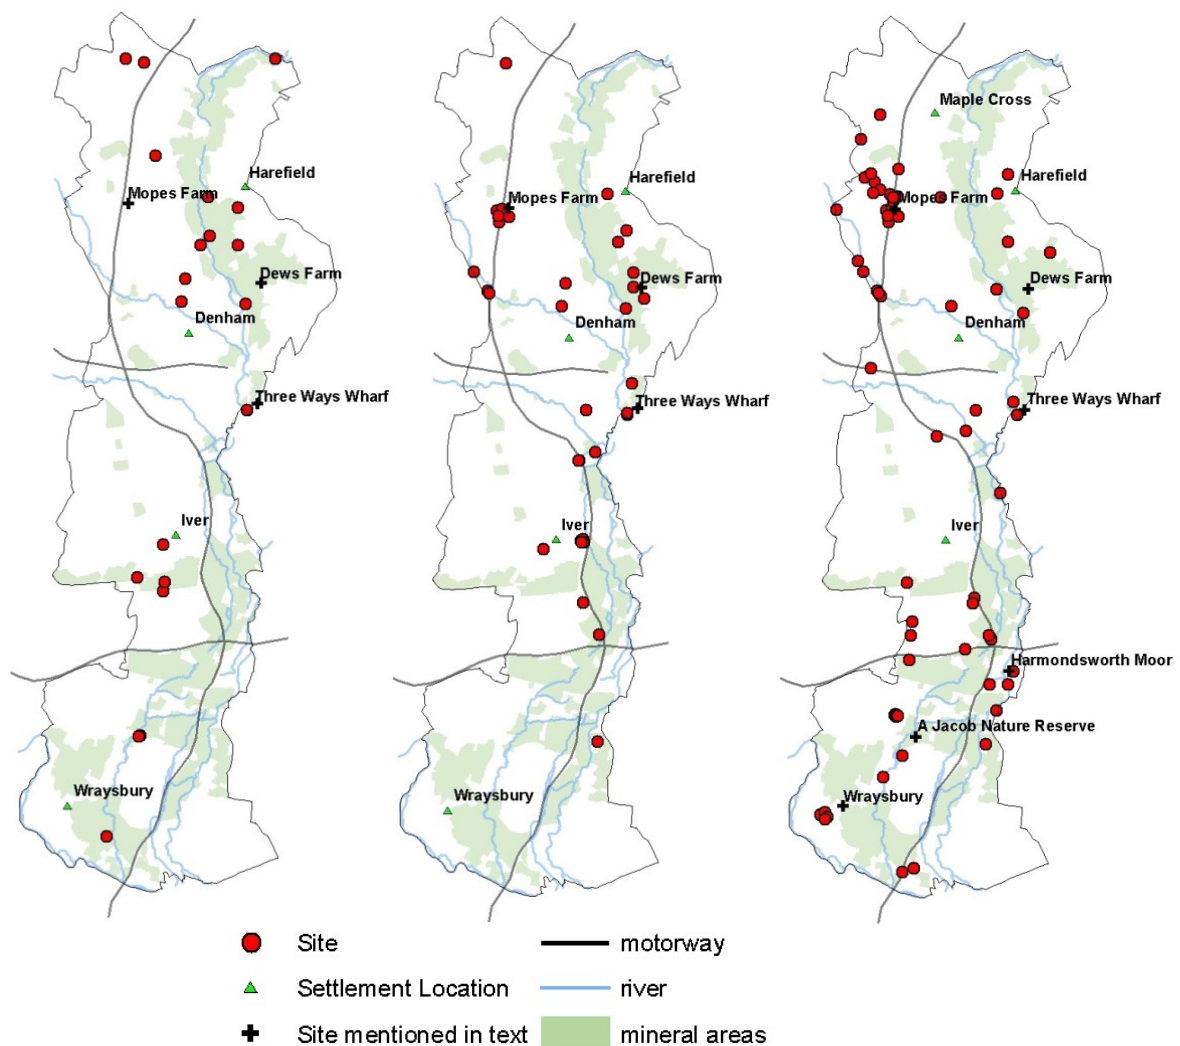 Harefield
Mopes Farm
Dews Farm
Denham
Three Ways Wharf
Iver
Wraysbury
Harefield
Mopes Farm
Dews Farm
Denham
Three Ways Wharf
Iver
Wraysbury
Maple Cross
Harefield
Mopes Farm
Dews Farm
Denham
Three Ways Wharf
Iver
Harmondsworth Moor
A Jacob Nature Reserve
Wraysbury
Site
motorway
Settlement Location
river
Site mentioned in text
mineral areas